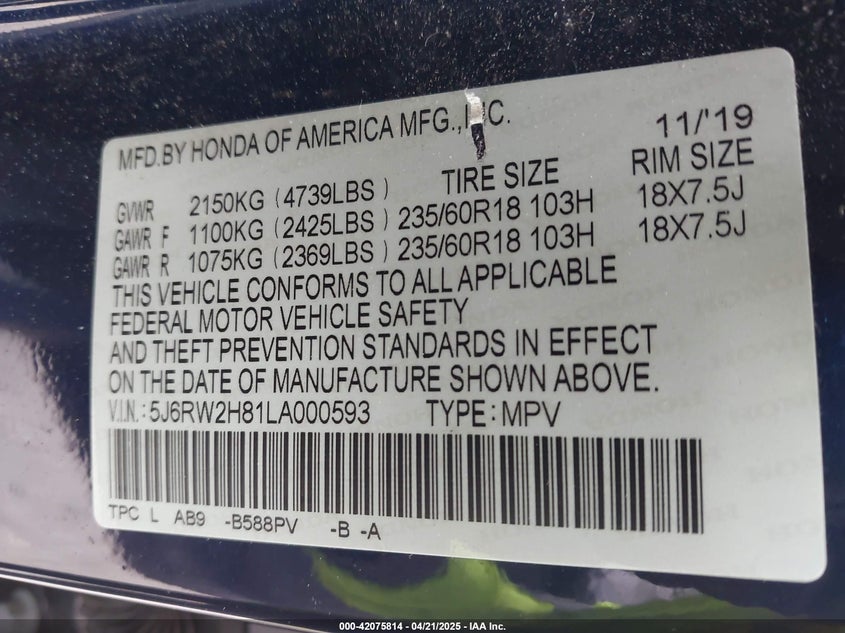 MFD.BY HONDA OF AMERICA MFG.,INC. 11/'19
TIRE SIZE RIM SIZE
GVWR 2150KG (4739LBS)
GAWR F 1100KG (2425LBS) 235/60R18 103H 18X7.5J
GAWR R 1075KG (2369LBS) 235/60R18 103H 18X7.5J
THIS VEHICLE CONFORMS TO ALL APPLICABLE
FEDERAL MOTOR VEHICLE SAFETY
AND THEFT PREVENTION STANDARDS IN EFFECT
ON THE DATE OF MANUFACTURE SHOWN ABOVE.
V.I.N.: 5J6RW2H81LA000593 TYPE: MPV
TPC L AB9 -B588PV -B -A
000-42075814 - 04/21/2025 - IAA Inc.